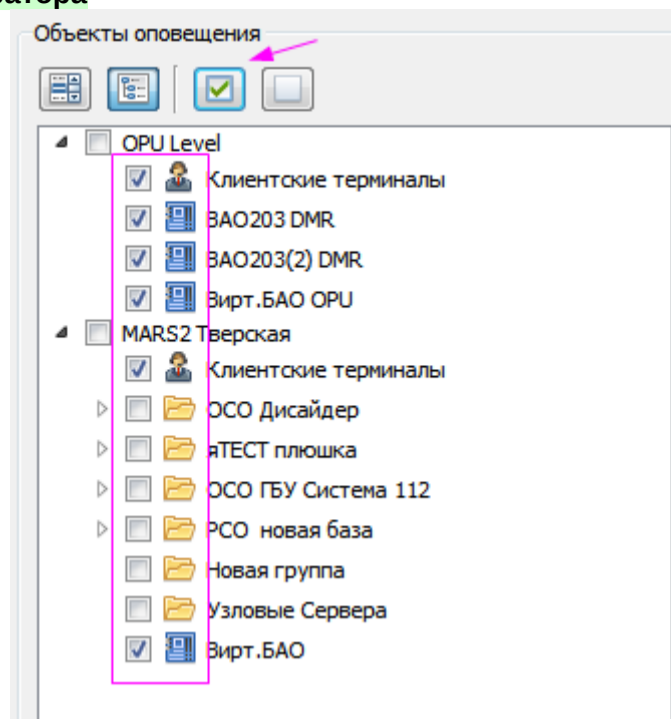 Объекты оповещения
OPU Level
Клиентские терминалы
BAO203 DMR
BAO203(2) DMR
Вирт.БАО OPU
MARS2 Тверская
Клиентские терминалы
ОСО Дисайдер
яТЕСТ плюшка
ОСО ГБУ Система 112
РСО новая база
Новая группа
Узловые Сервера
Вирт.БАО